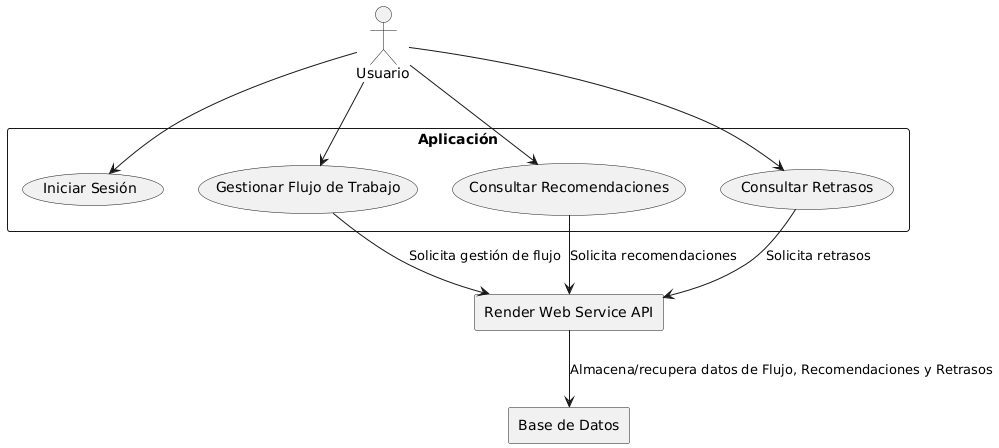 Usuario
Aplicación
Iniciar Sesión
Gestionar Flujo de Trabajo
Consultar Recomendaciones
Consultar Retrasos
Solicita gestión de flujo
Solicita recomendaciones
Solicita retrasos
Render Web Service API
Almacena/recupera datos de Flujo, Recomendaciones y Retrasos
Base de Datos